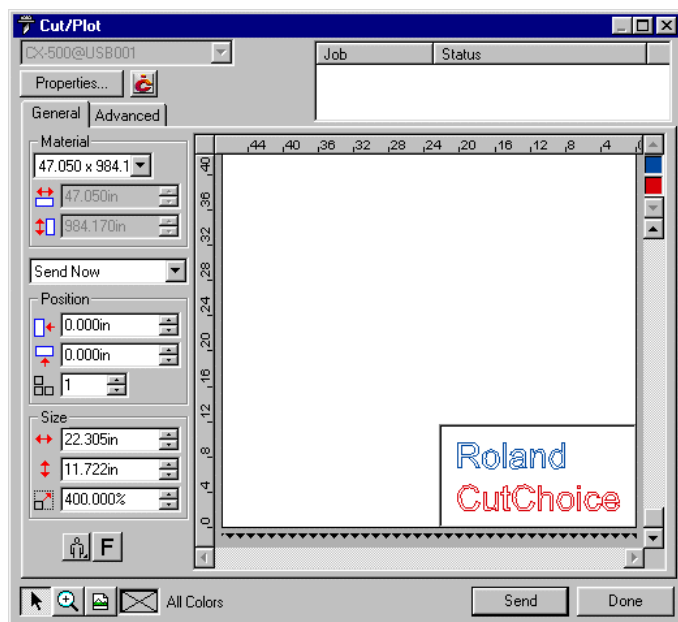 Cut/Plot
CX-500@USB001
Job Status
Properties...
General Advanced
Material
47.050 x 984.1
47.050in
984.170in
Send Now
Position
0.000in
0.000in
1
Size
22.305in
11.722in
400.000%
F
,44 ,40 ,36 ,32 ,28 ,24 ,20 ,16 ,12 ,8 ,4 ,0
40
,36
,32
,28
,24
,20
,16
,12
,8
,4
,0
Roland
CutChoice
All Colors
Send Done